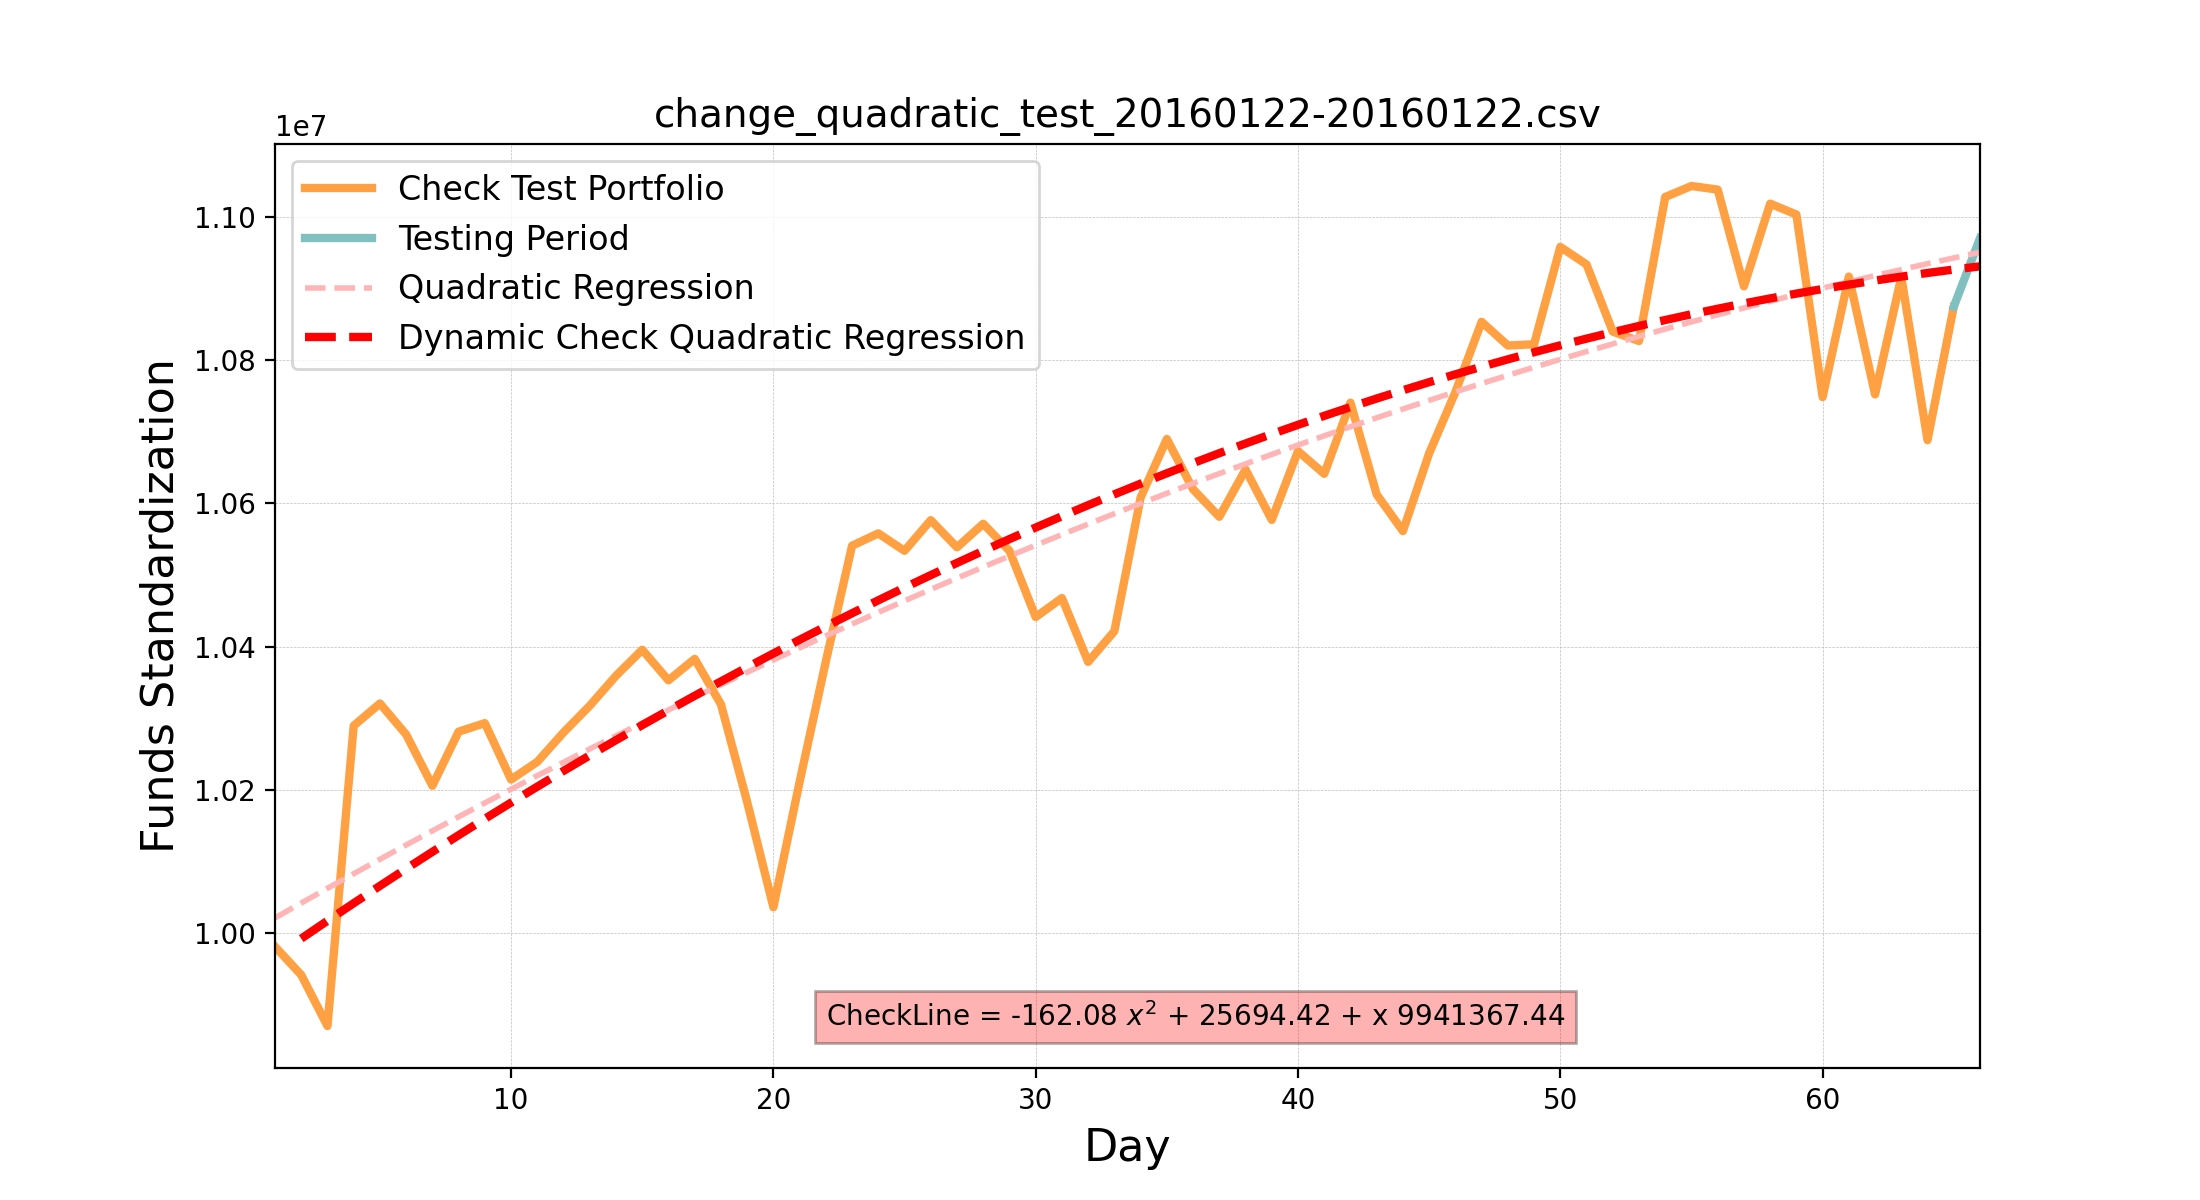 change_quadratic_test_20160122-20160122.csv
1e7
Check Test Portfolio
Testing Period
Quadratic Regression
Dynamic Check Quadratic Regression
Funds Standardization
1.10
1.08
1.06
1.04
1.02
1.00
CheckLine = -162.08 x² + 25694.42 + x 9941367.44
10 20 30 40 50 60
Day